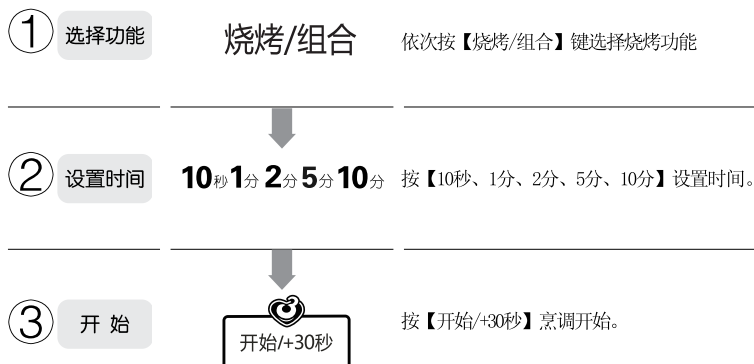 ① 选择功能 烧烤/组合 依次按【烧烤/组合】键选择烧烤功能
② 设置时间 10秒1分2分5分10分 按【10秒、1分、2分、5分、10分】设置时间。
③ 开 始 开始/+30秒 按【开始/+30秒】烹调开始。